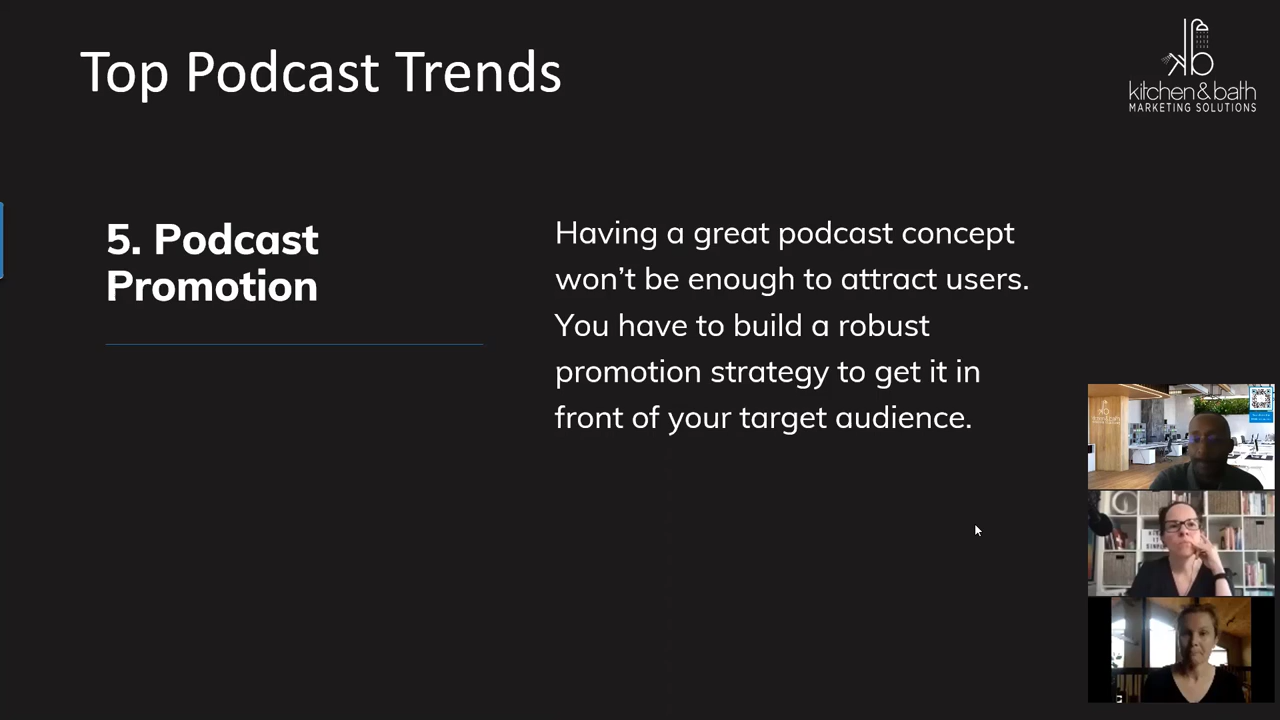 Top Podcast Trends
kitchen&bath
MARKETING SOLUTIONS
5. Podcast
Promotion
Having a great podcast concept
won't be enough to attract users.
You have to build a robust
promotion strategy to get it in
front of your target audience.